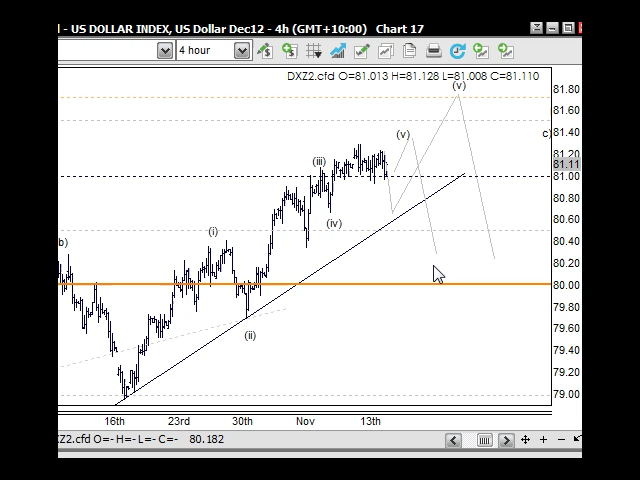 l - US DOLLAR INDEX, US Dollar Dec12 - 4h (GMT+10:00) Chart 17
4 hour
DXZ2.cfd O=81.013 H=81.128 L=81.008 C=81.110
(v)
81.80
81.60
(v)
c)
81.40
(iii)
81.20
81.11
81.00
80.80
(iv)
80.60
(i)
b)
80.40
80.20
80.00
79.80
(ii)
79.60
79.40
79.20
79.00
16th 23rd 30th Nov 13th
XZ2.cfd O=- H=- L=- C=- 80.182